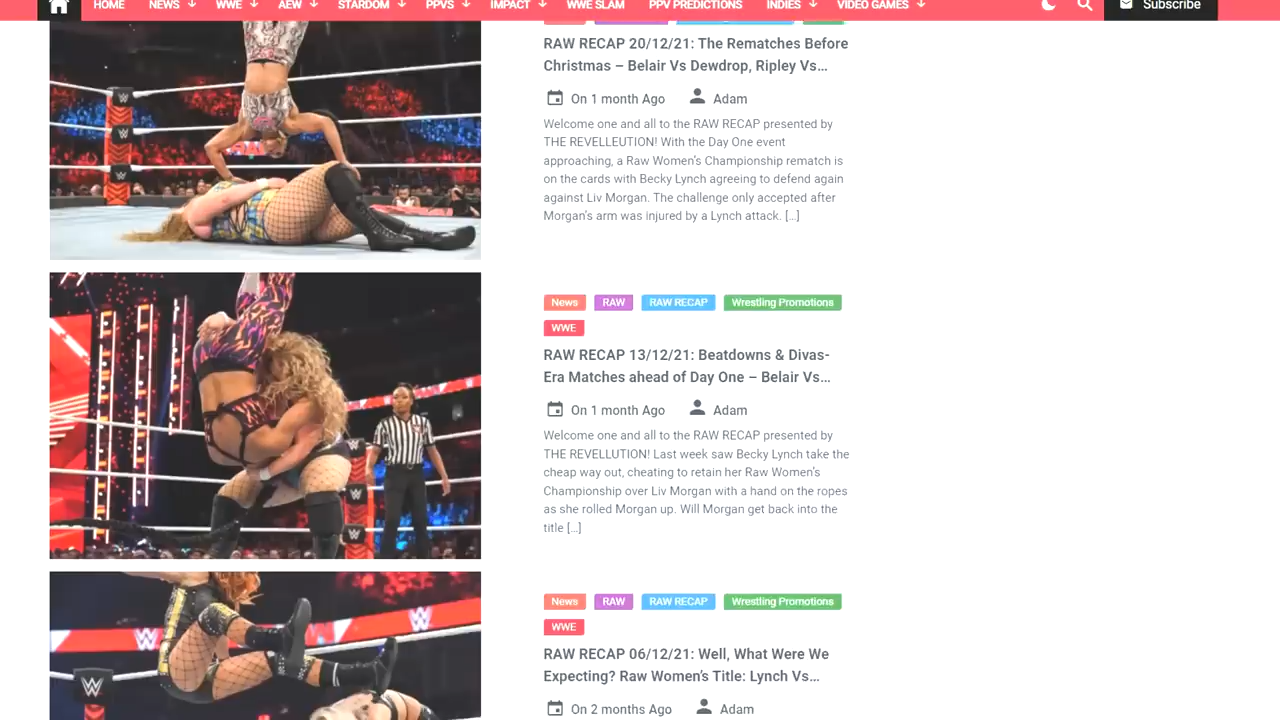 HOME NEWS WWE AEW STARDOM PPVS IMPACT WWE SLAM PPV PREDICTIONS INDIES VIDEO GAMES Subscribe
RAW RECAP 20/12/21: The Rematches Before
Christmas – Belair Vs Dewdrop, Ripley Vs...
On 1 month Ago Adam
Welcome one and all to the RAW RECAP presented by
THE REVELLEUTION! With the Day One event
approaching, a Raw Women's Championship rematch is
on the cards with Becky Lynch agreeing to defend again
against Liv Morgan. The challenge only accepted after
Morgan's arm was injured by a Lynch attack. [...]
News RAW RAW RECAP Wrestling Promotions
WWE
RAW RECAP 13/12/21: Beatdowns & Divas-
Era Matches ahead of Day One – Belair Vs...
On 1 month Ago Adam
Welcome one and all to the RAW RECAP presented by
THE REVELLUTION! Last week saw Becky Lynch take the
cheap way out, cheating to retain her Raw Women's
Championship over Liv Morgan with a hand on the ropes
as she rolled Morgan up. Will Morgan get back into the
title [...]
News RAW RAW RECAP Wrestling Promotions
WWE
RAW RECAP 06/12/21: Well, What Were We
Expecting? Raw Women's Title: Lynch Vs...
On 2 months Ago Adam